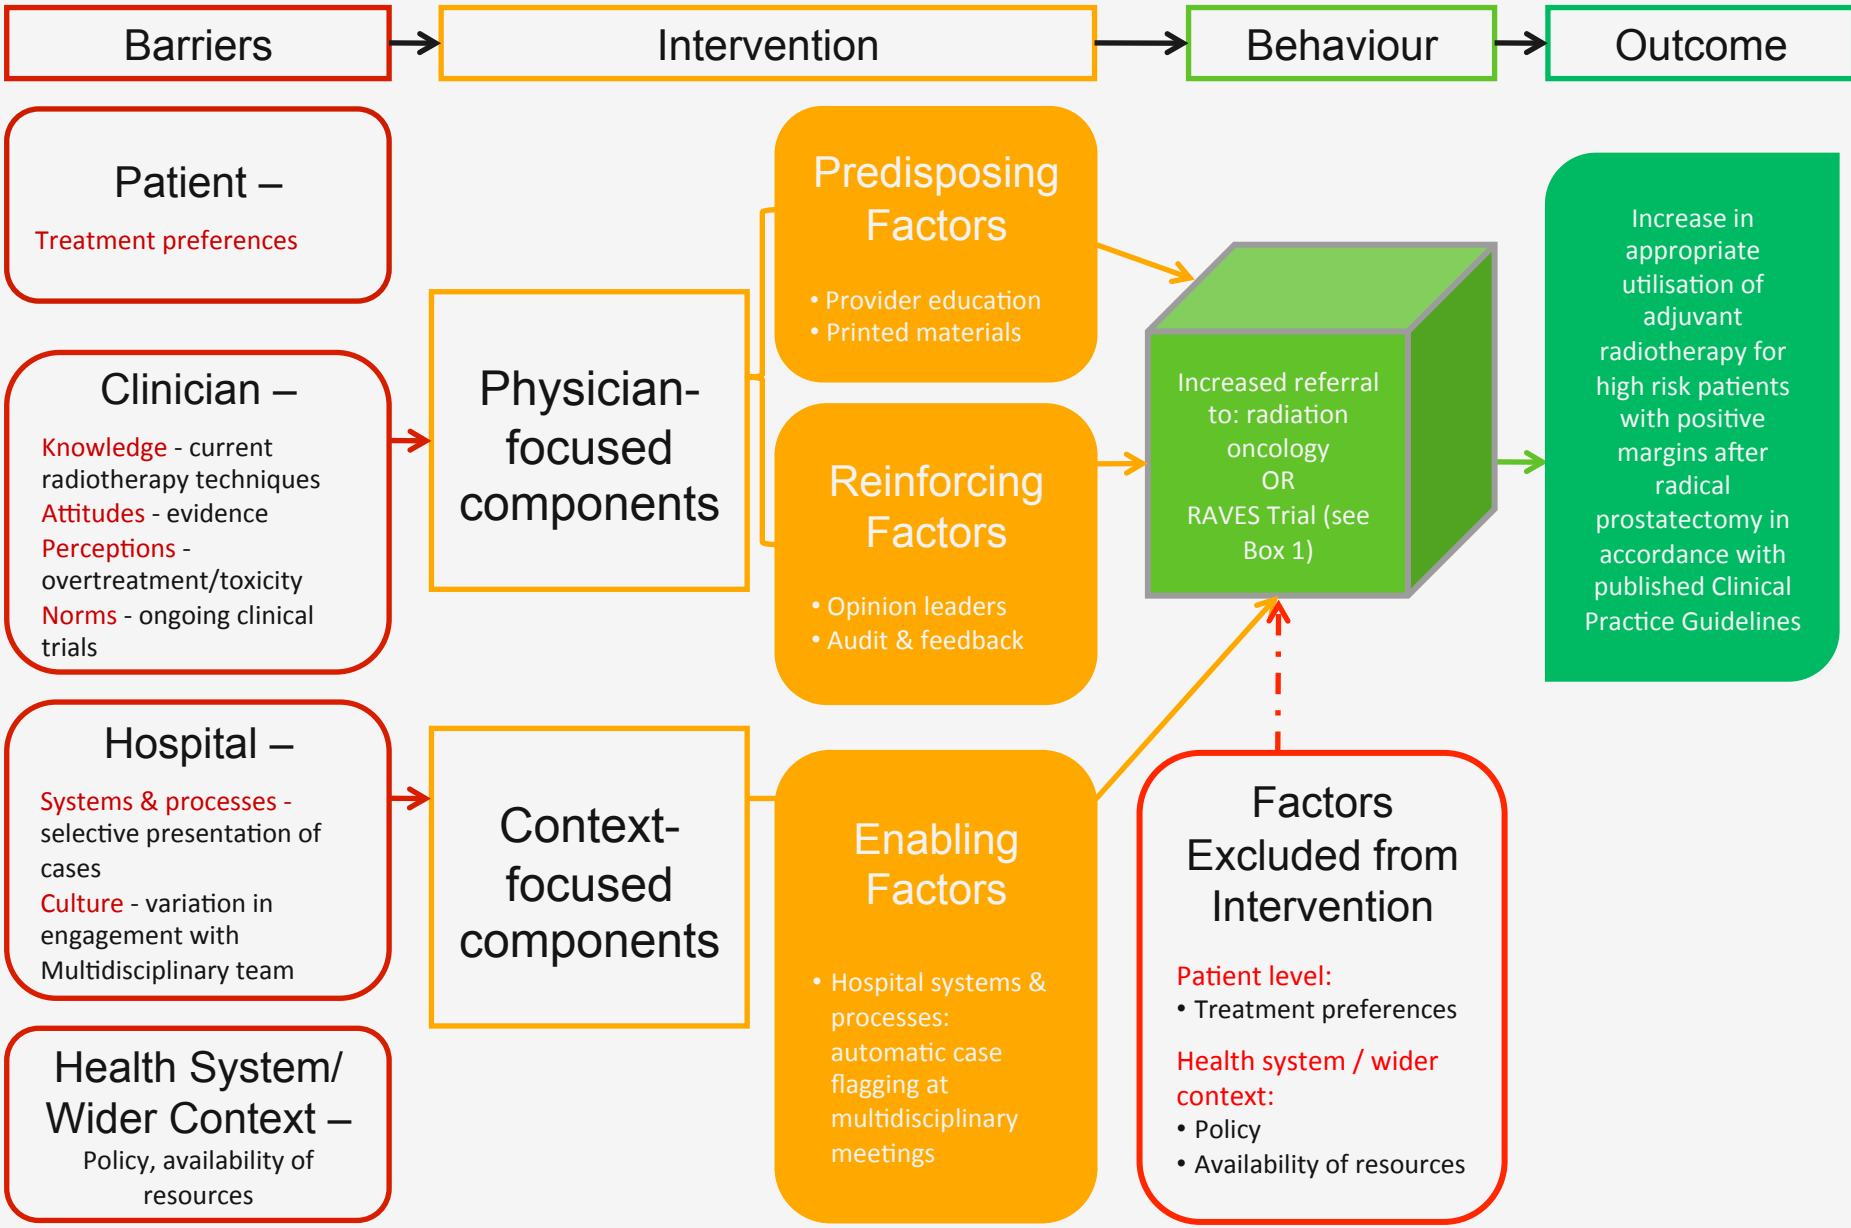 Barriers
Intervention
Behaviour
Outcome
Patient –
Treatment preferences
Clinician –
Knowledge - current
radiotherapy techniques
Attitudes - evidence
Perceptions -
overtreatment/toxicity
Norms - ongoing clinical
trials
Hospital –
Systems & processes -
selective presentation of
cases
Culture - variation in
engagement with
Multidisciplinary team
Health System/
Wider Context –
Policy, availability of
resources
Physician-
focused
components
Context-
focused
components
Predisposing
Factors
• Provider education
• Printed materials
Reinforcing
Factors
• Opinion leaders
• Audit & feedback
Enabling
Factors
• Hospital systems &
processes:
automatic case
flagging at
multidisciplinary
meetings
Increased referral
to: radiation
oncology
OR
RAVES Trial (see
Box 1)
Factors
Excluded from
Intervention
Patient level:
• Treatment preferences
Health system / wider
context:
• Policy
• Availability of resources
Increase in
appropriate
utilisation of
adjuvant
radiotherapy for
high risk patients
with positive
margins after
radical
prostatectomy in
accordance with
published Clinical
Practice Guidelines